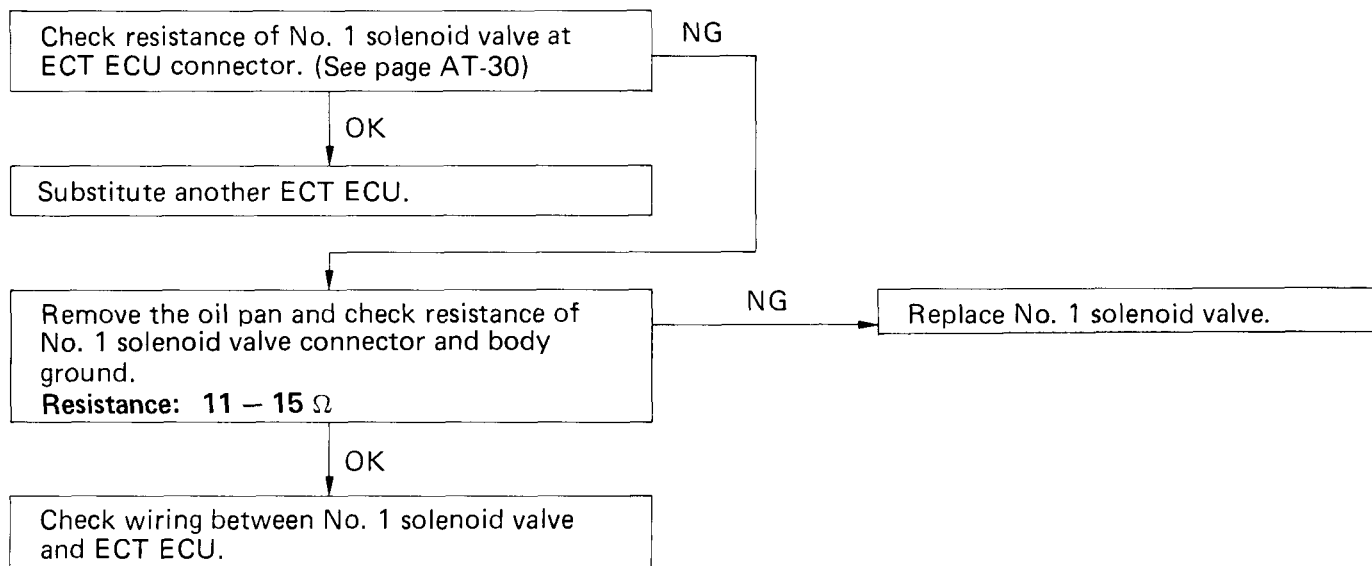 Check resistance of No. 1 solenoid valve at
ECT ECU connector. (See page AT-30)
NG
OK
Substitute another ECT ECU.
Remove the oil pan and check resistance of
No. 1 solenoid valve connector and body
ground.
Resistance: 11 – 15 Ω
NG
Replace No. 1 solenoid valve.
OK
Check wiring between No. 1 solenoid valve
and ECT ECU.